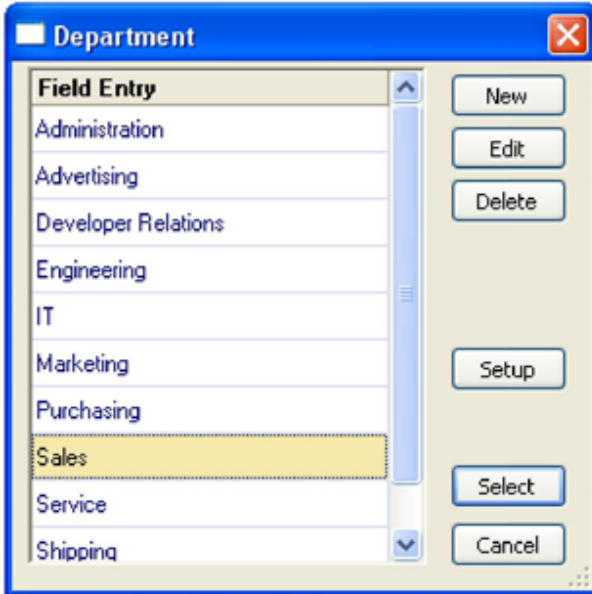 Department
Field Entry
Administration
Advertising
Developer Relations
Engineering
IT
Marketing
Purchasing
Sales
Service
Shipping
New
Edit
Delete
Setup
Select
Cancel